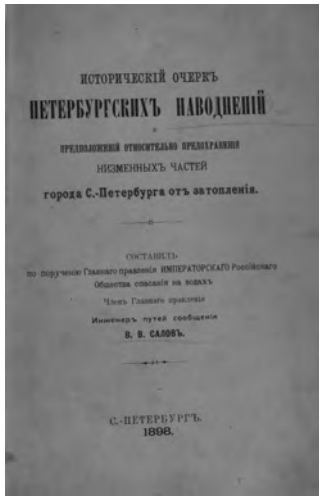 ИСТОРИЧЕСКІЙ ОЧЕРКЪ
ПЕТЕРБУРГСКИХЪ НАВОДНЕНІЙ
И
ПРЕДПОЛОЖЕНІЙ ОТНОСИТЕЛЬНО ПРЕДОХРАНЕНІЯ
НИЗМЕННЫХЪ ЧАСТЕЙ
города С.-Петербурга отъ затопленія.
СОСТАВИЛЪ
по порученію Главнаго правленія ИМПЕРАТОРСКАГО Россійскаго
Общества спасанія на водахъ
Членъ Главнаго правленія
Инженеръ путей сообщенія
В. В. САЛОВЪ.
С.-ПЕТЕРБУРГЪ.
1898.